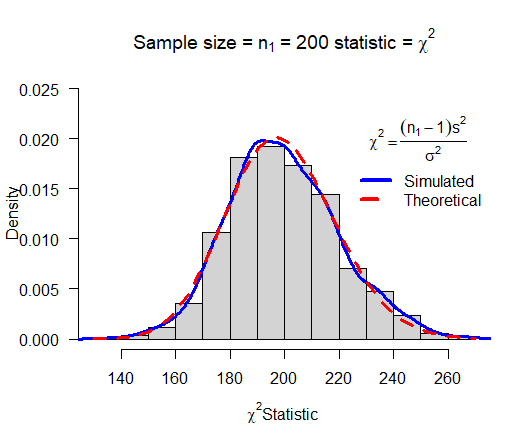 Sample size = n₁ = 200 statistic = χ²
0.025
0.020
0.015
0.010
0.005
0.000
Density
χ² = (n₁ − 1)s² / σ²
Simulated
Theoretical
140 160 180 200 220 240 260
χ²Statistic